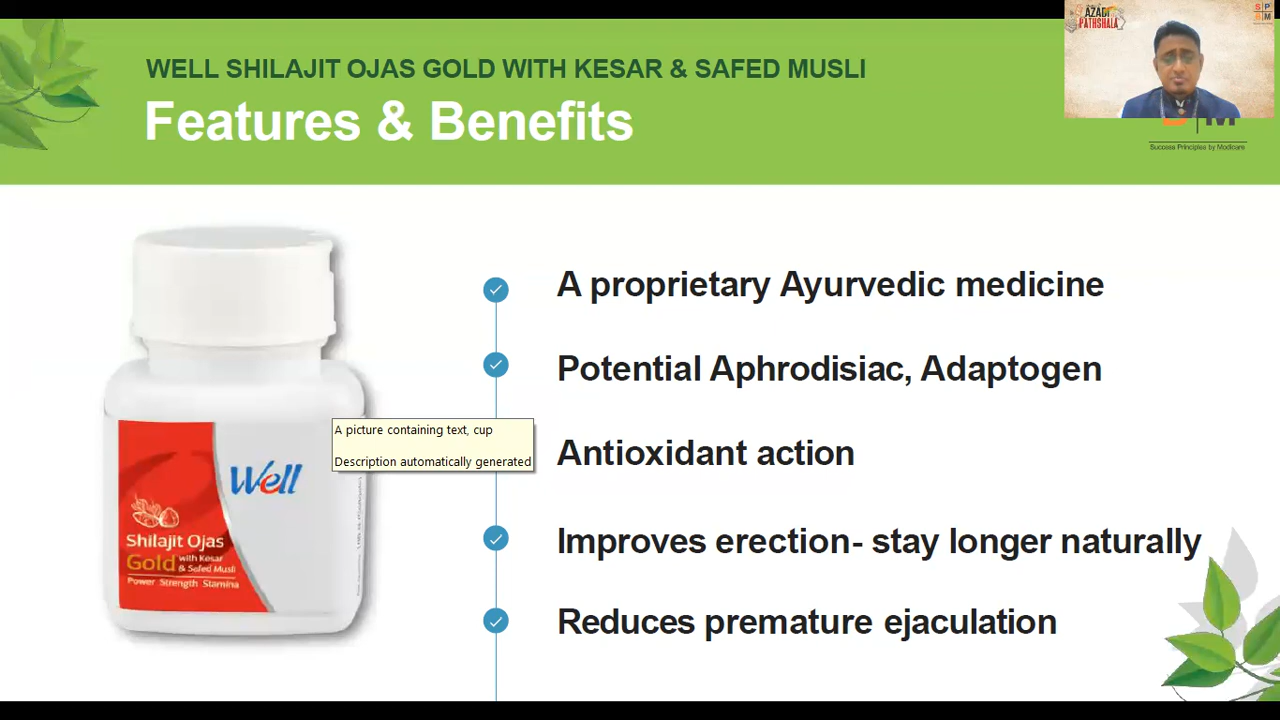 AZADI
PATHSHALA
S P
B M
WELL SHILAJIT OJAS GOLD WITH KESAR & SAFED MUSLI
Features & Benefits
Success Principles by Modicare
A proprietary Ayurvedic medicine
Potential Aphrodisiac, Adaptogen
A picture containing text, cup
Description automatically generated
Antioxidant action
Well
Shilajit Ojas
Gold with Kesar
& Safed Musli
Power Strength Stamina
Improves erection- stay longer naturally
Reduces premature ejaculation